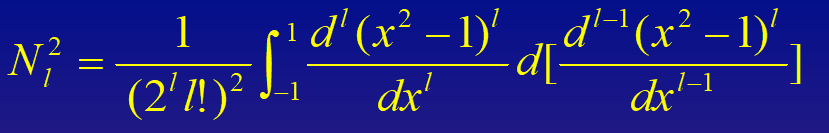 $N_l^2 = \frac{1}{(2^l l!)^2} \int_{-1}^{1} \frac{d^l (x^2 - 1)^l}{dx^l} d[\frac{d^{l-1} (x^2 - 1)^l}{dx^{l-1}}]$